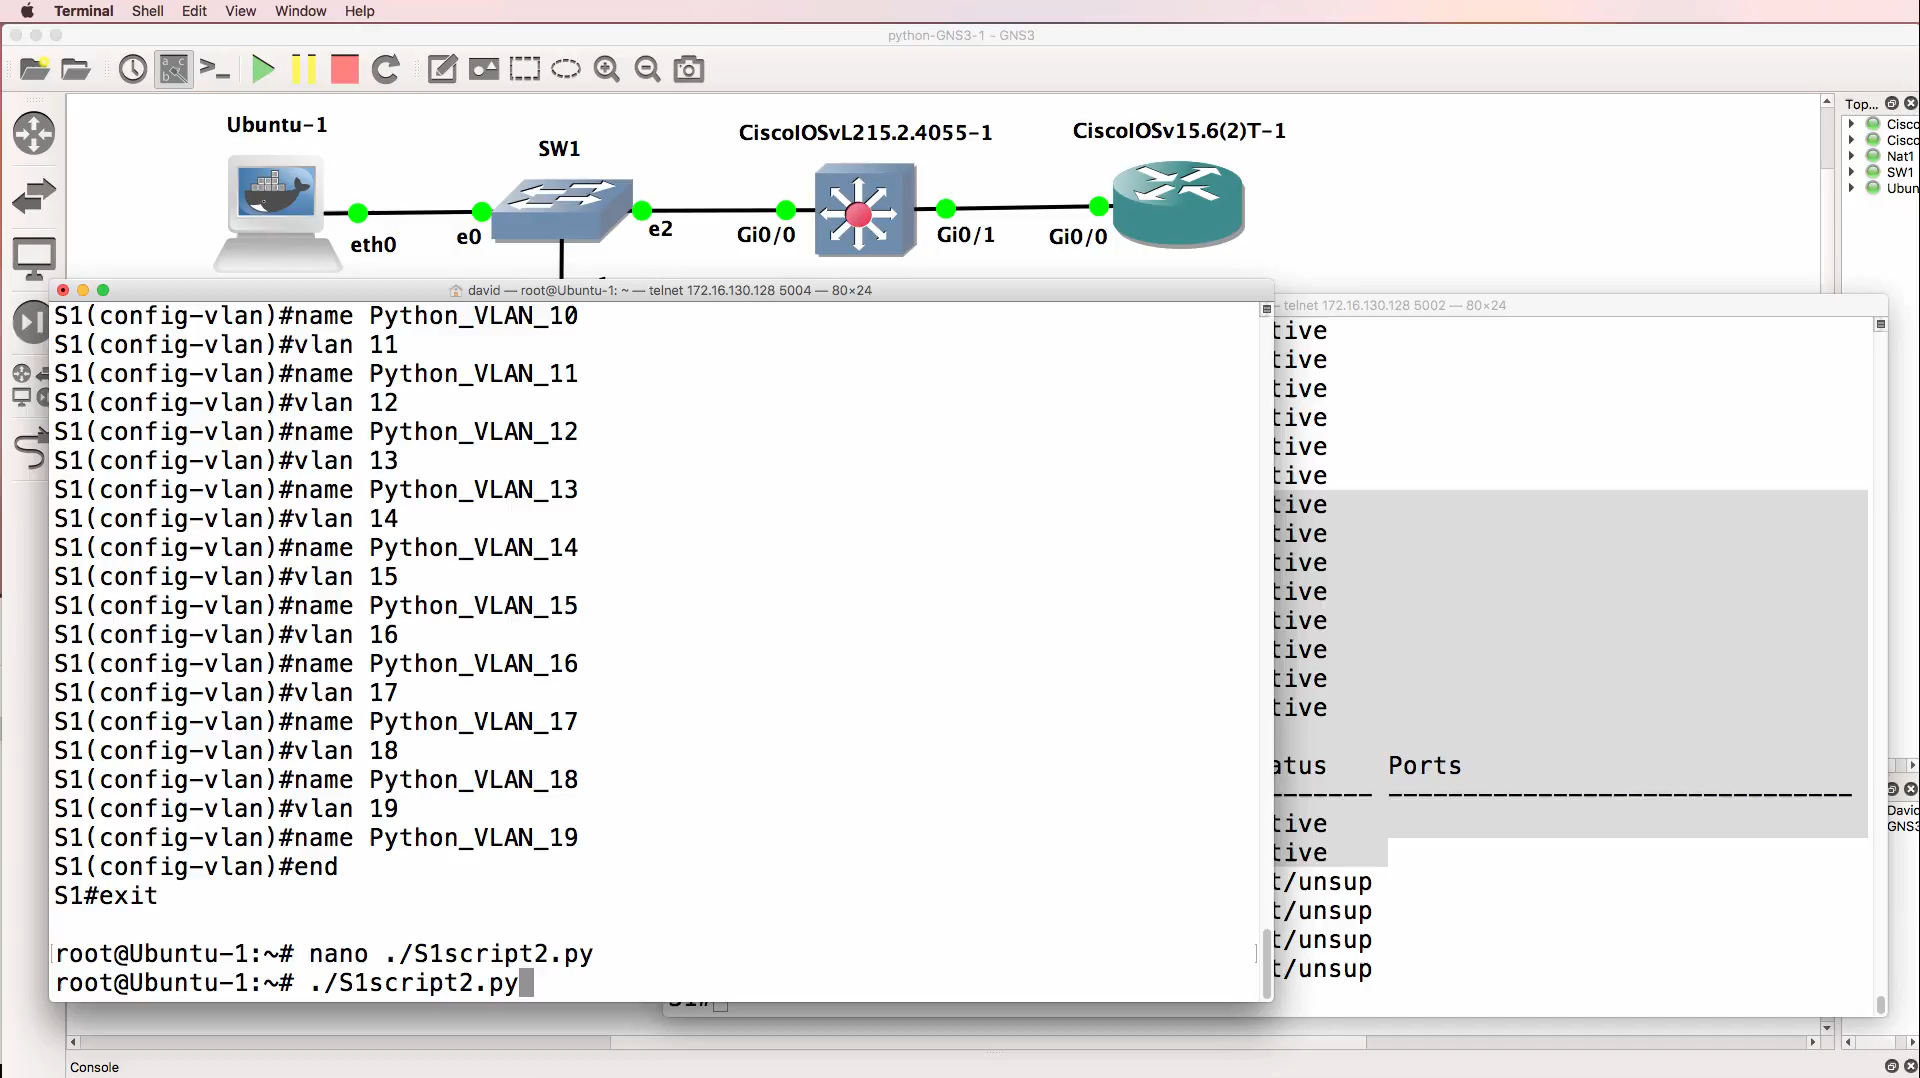 Terminal Shell Edit View Window Help
python-GNS3-1 - GNS3
Ubuntu-1
SW1
CiscoIOSvL215.2.4055-1
CiscoIOSv15.6(2)T-1
eth0
e0
e2
Gi0/0
Gi0/1
Gi0/0
Top...
Cisco
Cisco
Nat1
SW1
Ubun
david — root@Ubuntu-1: ~ — telnet 172.16.130.128 5004 — 80×24
S1(config-vlan)#name Python_VLAN_10
S1(config-vlan)#vlan 11
S1(config-vlan)#name Python_VLAN_11
S1(config-vlan)#vlan 12
S1(config-vlan)#name Python_VLAN_12
S1(config-vlan)#vlan 13
S1(config-vlan)#name Python_VLAN_13
S1(config-vlan)#vlan 14
S1(config-vlan)#name Python_VLAN_14
S1(config-vlan)#vlan 15
S1(config-vlan)#name Python_VLAN_15
S1(config-vlan)#vlan 16
S1(config-vlan)#name Python_VLAN_16
S1(config-vlan)#vlan 17
S1(config-vlan)#name Python_VLAN_17
S1(config-vlan)#vlan 18
S1(config-vlan)#name Python_VLAN_18
S1(config-vlan)#vlan 19
S1(config-vlan)#name Python_VLAN_19
S1(config-vlan)#end
S1#exit
root@Ubuntu-1:~# nano ./S1script2.py
root@Ubuntu-1:~# ./S1script2.py
– telnet 172.16.130.128 5002 — 80×24
tive
tive
tive
tive
tive
tive
tive
tive
tive
tive
tive
tive
tive
tive
atus Ports
------- -------------------------------
tive
tive
t/unsup
t/unsup
t/unsup
t/unsup
S1#
David
GNS3
Console